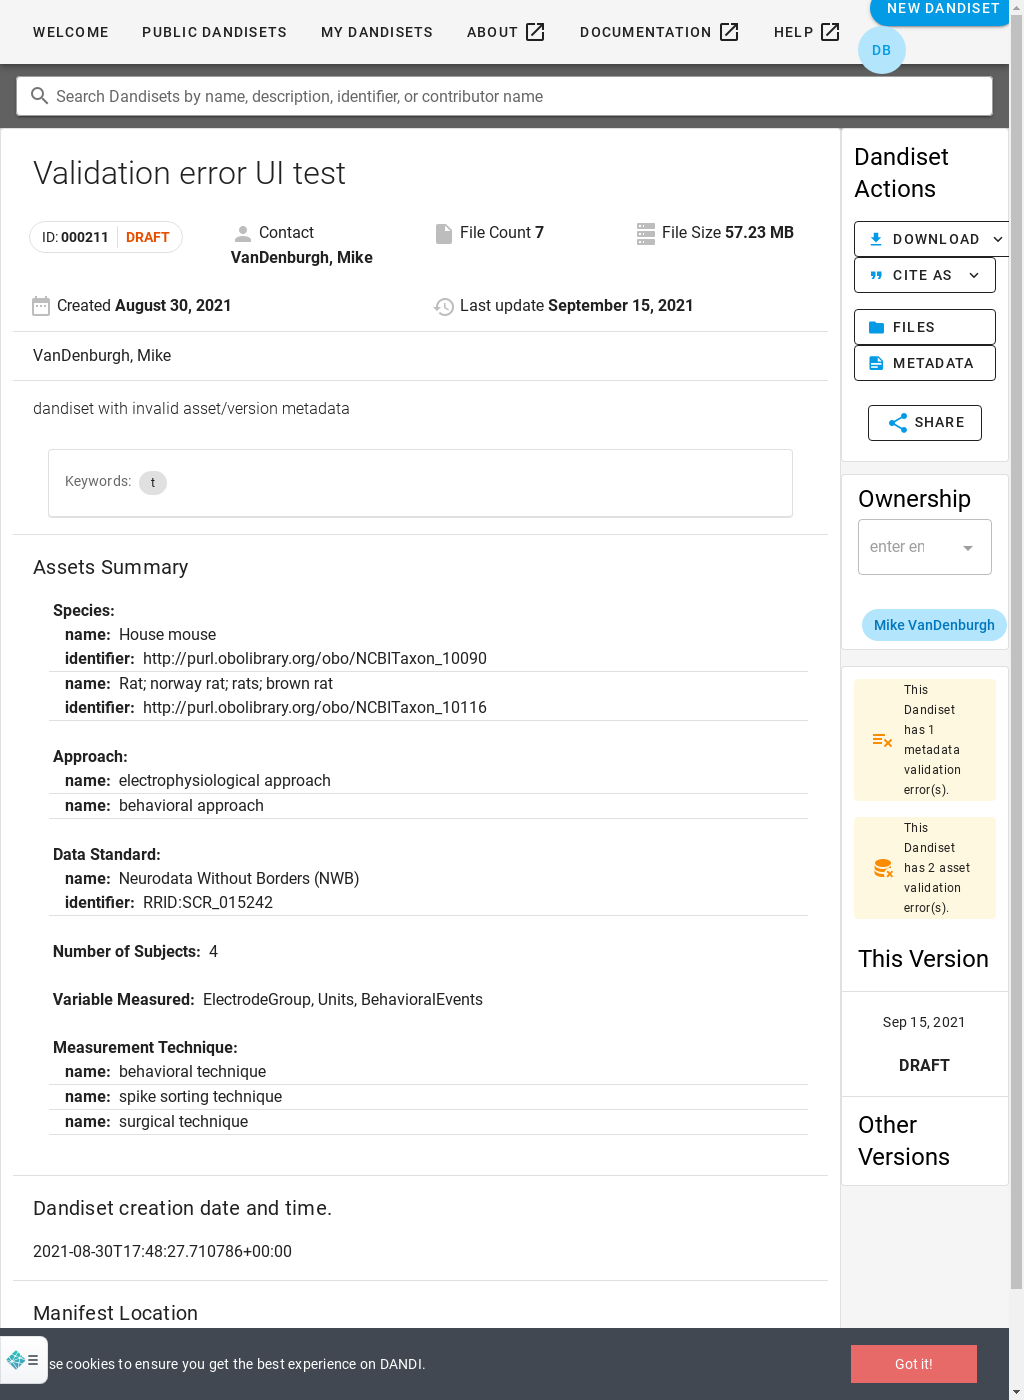 WELCOME
PUBLIC DANDISETS
MY DANDISETS
ABOUT
DOCUMENTATION
HELP
NEW DANDISET
DB
Search Dandisets by name, description, identifier, or contributor name
Validation error UI test
ID: 000211 DRAFT
Contact
VanDenburgh, Mike
File Count 7
File Size 57.23 MB
Created August 30, 2021
Last update September 15, 2021
VanDenburgh, Mike
dandiset with invalid asset/version metadata
Keywords: t
Assets Summary
Species:
name: House mouse
identifier: http://purl.obolibrary.org/obo/NCBITaxon_10090
name: Rat; norway rat; rats; brown rat
identifier: http://purl.obolibrary.org/obo/NCBITaxon_10116
Approach:
name: electrophysiological approach
name: behavioral approach
Data Standard:
name: Neurodata Without Borders (NWB)
identifier: RRID:SCR_015242
Number of Subjects: 4
Variable Measured: ElectrodeGroup, Units, BehavioralEvents
Measurement Technique:
name: behavioral technique
name: spike sorting technique
name: surgical technique
Dandiset creation date and time.
2021-08-30T17:48:27.710786+00:00
Manifest Location
Dandiset
Actions
DOWNLOAD
CITE AS
FILES
METADATA
SHARE
Ownership
enter en
Mike VanDenburgh
This
Dandiset
has 1
metadata
validation
error(s).
This
Dandiset
has 2 asset
validation
error(s).
This Version
Sep 15, 2021
DRAFT
Other
Versions
se cookies to ensure you get the best experience on DANDI.
Got it!